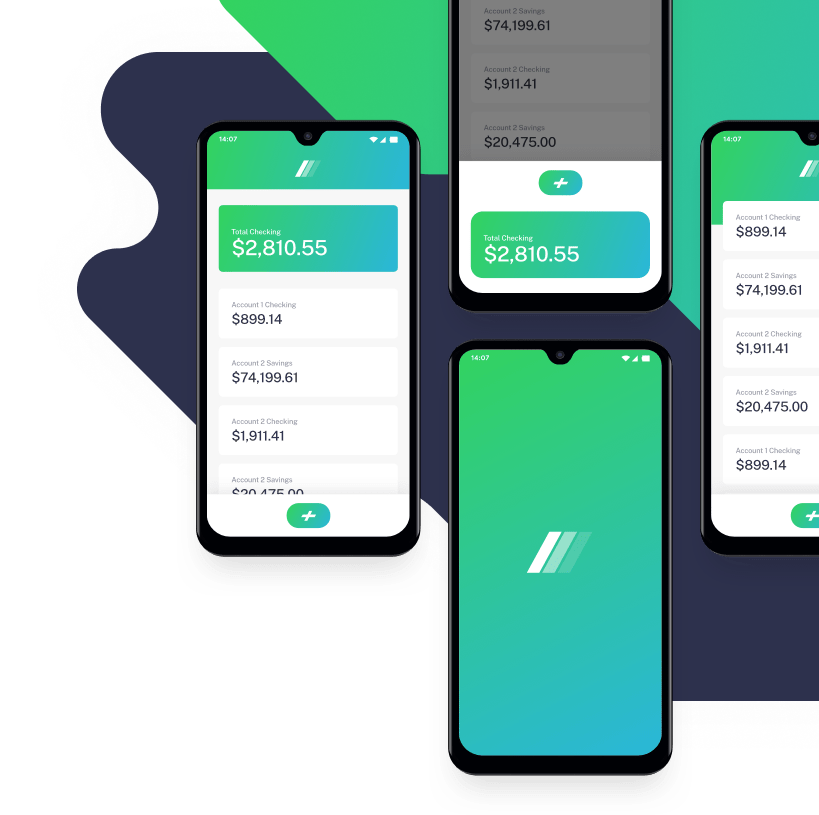 14:07
Total Checking
$2,810.55
Account 1 Checking
$899.14
Account 2 Savings
$74,199.61
Account 2 Checking
$1,911.41
Account 2 Savings
$20,475.00
Account 2 Savings
$74,199.61
Account 2 Checking
$1,911.41
Account 2 Savings
$20,475.00
Total Checking
$2,810.55
14:07
14:07
Account 1 Checking
$899.14
Account 2 Savings
$74,199.61
Account 2 Checking
$1,911.41
Account 2 Savings
$20,475.00
Account 1 Checking
$899.14